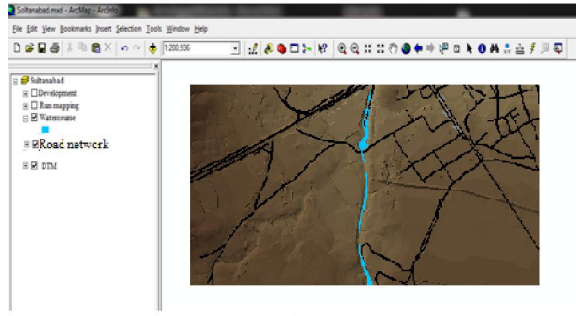 Soltanabad.mxd - ArcMap - ArcInfo
File Edit View Bookmarks Insert Selection Tools Window Help
1:200,536
Sultanabad
Development
Run mapping
Watercourse
Road network
DTM